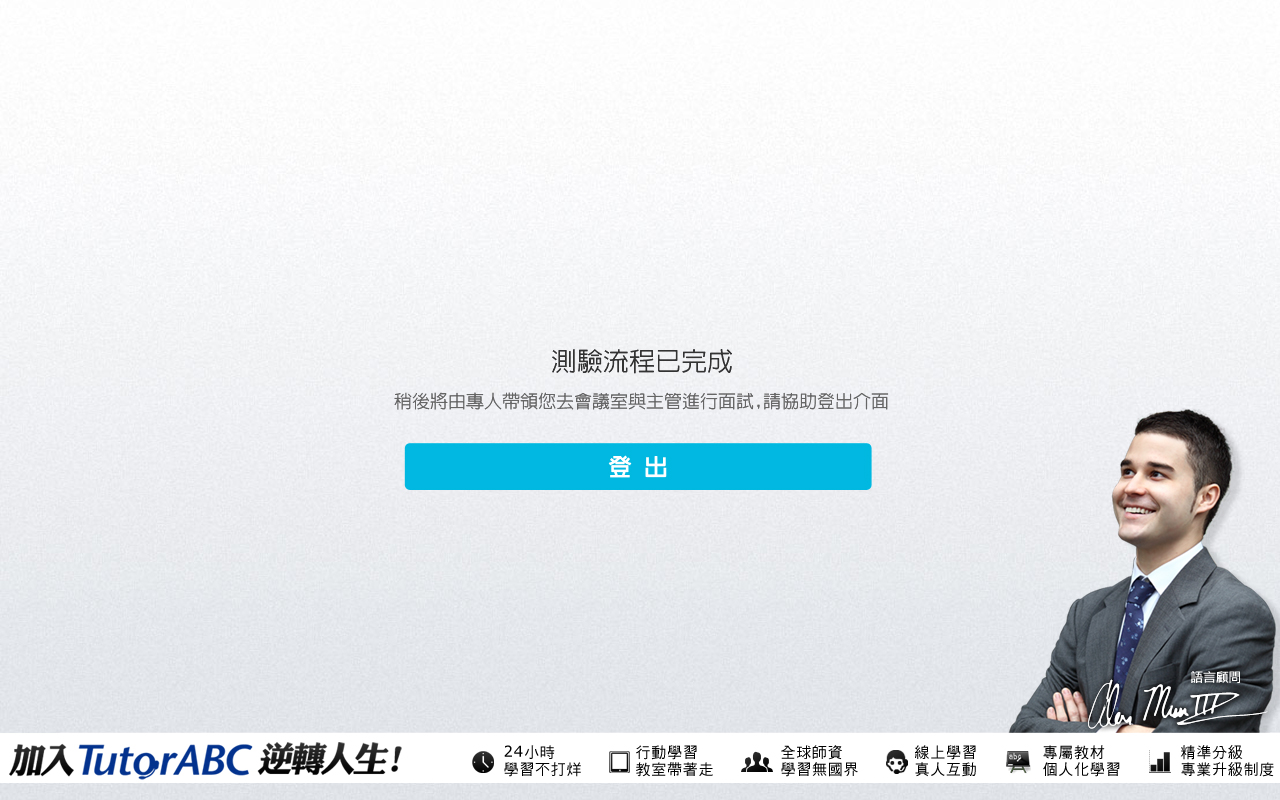 測驗流程已完成
稍後將由專人帶領您去會議室與主管進行面試,請協助登出介面
登 出
語言顧問
加入TutorABC 逆轉人生!
24小時
學習不打烊
行動學習
教室帶著走
全球師資
學習無國界
線上學習
真人互動
專屬教材
個人化學習
精準分級
專業升級制度